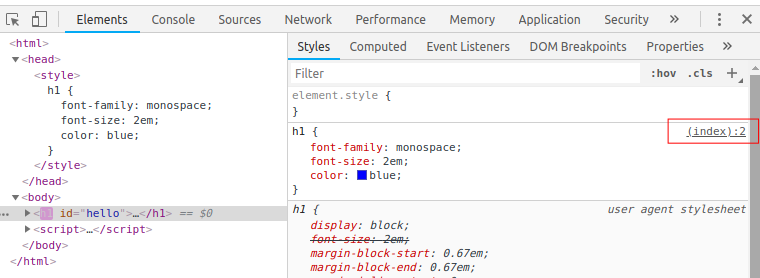 Elements Console Sources Network Performance Memory Application Security »
<html> Styles Computed Event Listeners DOM Breakpoints Properties »
▼<head>
<style>
h1 {
font-family: monospace;
font-size: 2em;
color: blue;
}
</style>
</head>
▼<body>
… ▶<h1 id="hello">…</h1> == $0
▶<script>…</script>
</body>
</html>
Filter :hov .cls +
element.style {
}
h1 { (index):2
font-family: monospace;
font-size: 2em;
color: blue;
}
h1 { user agent stylesheet
display: block;
font-size: 2em;
margin-block-start: 0.67em;
margin-block-end: 0.67em;